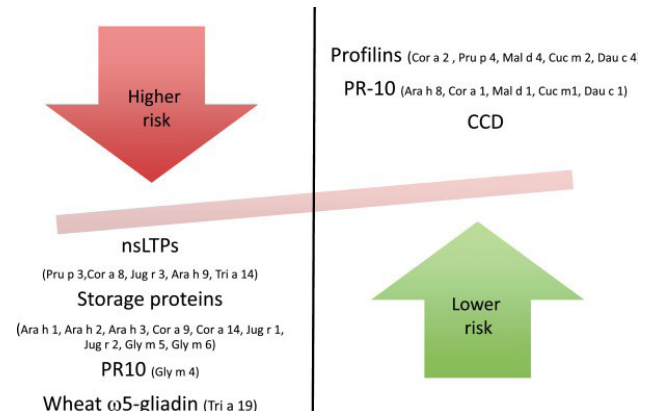 Higher
risk
nsLTPs
(Pru p 3,Cor a 8, Jug r 3, Ara h 9, Tri a 14)
Storage proteins
(Ara h 1, Ara h 2, Ara h 3, Cor a 9, Cor a 14, Jug r 1,
Jug r 2, Gly m 5, Gly m 6)
PR10 (Gly m 4)
Wheat ω5-gliadin (Tri a 19)
Profilins (Cor a 2 , Pru p 4, Mal d 4, Cuc m 2, Dau c 4)
PR-10 (Ara h 8, Cor a 1, Mal d 1, Cuc m1, Dau c 1)
CCD
Lower
risk